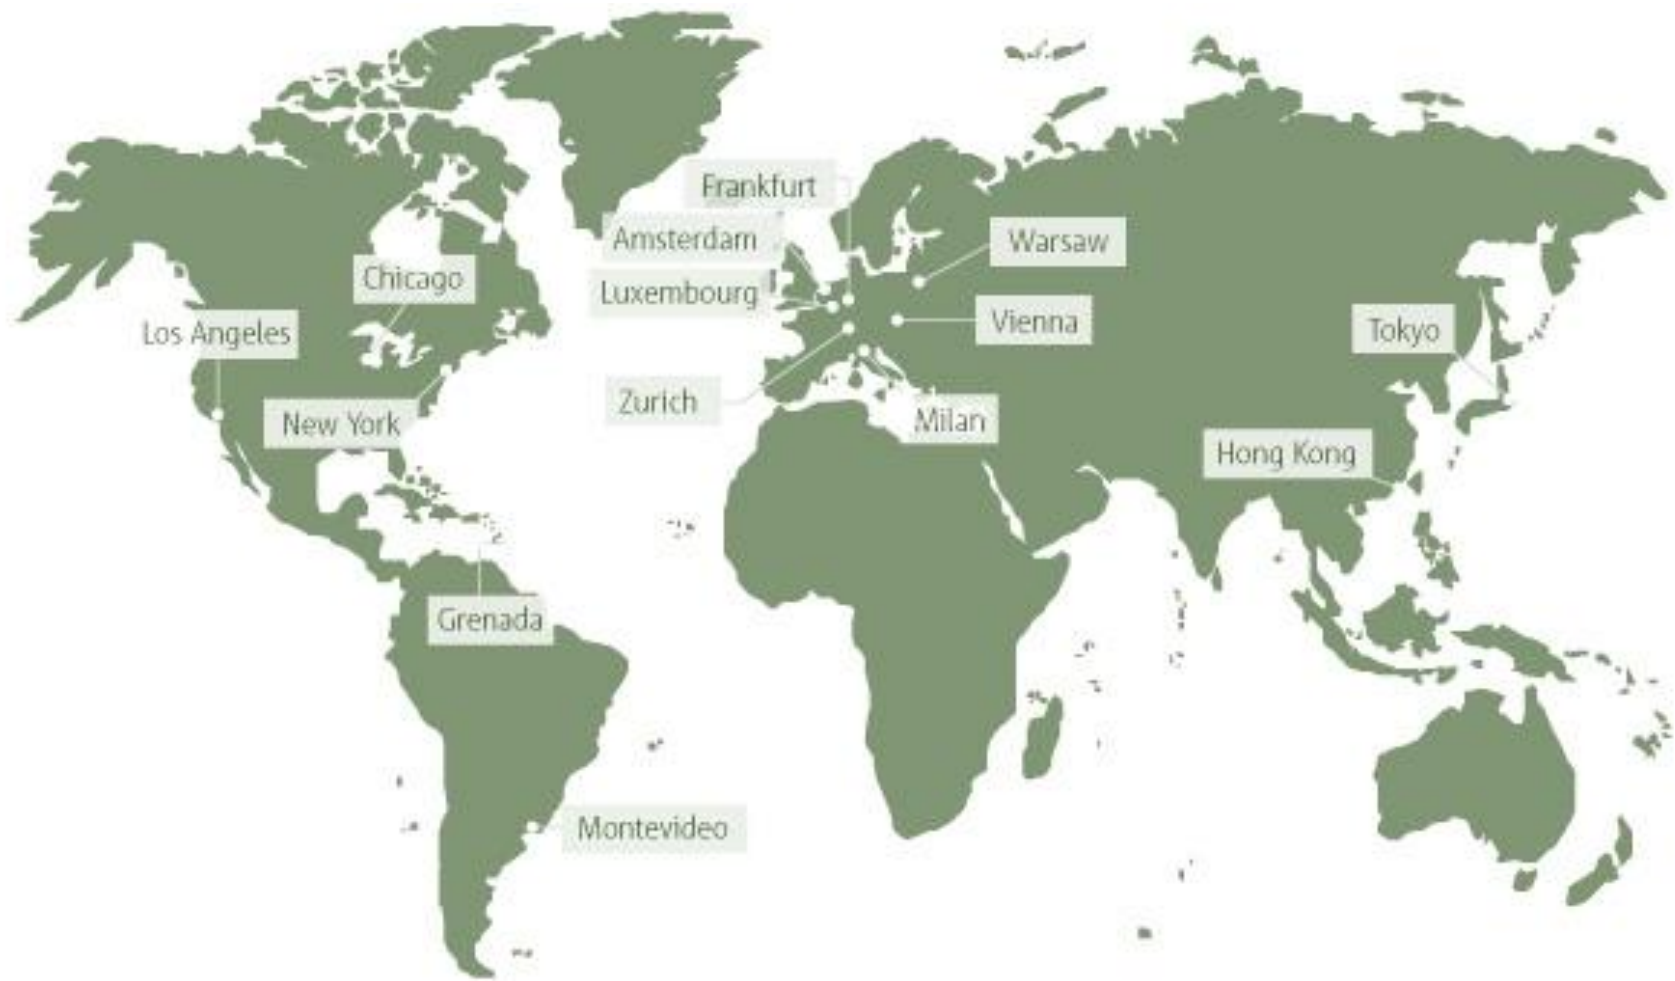 Frankfurt
Amsterdam
Warsaw
Chicago
Luxembourg
Los Angeles
Vienna
Tokyo
Zurich
New York
Milan
Hong Kong
Grenada
Montevideo